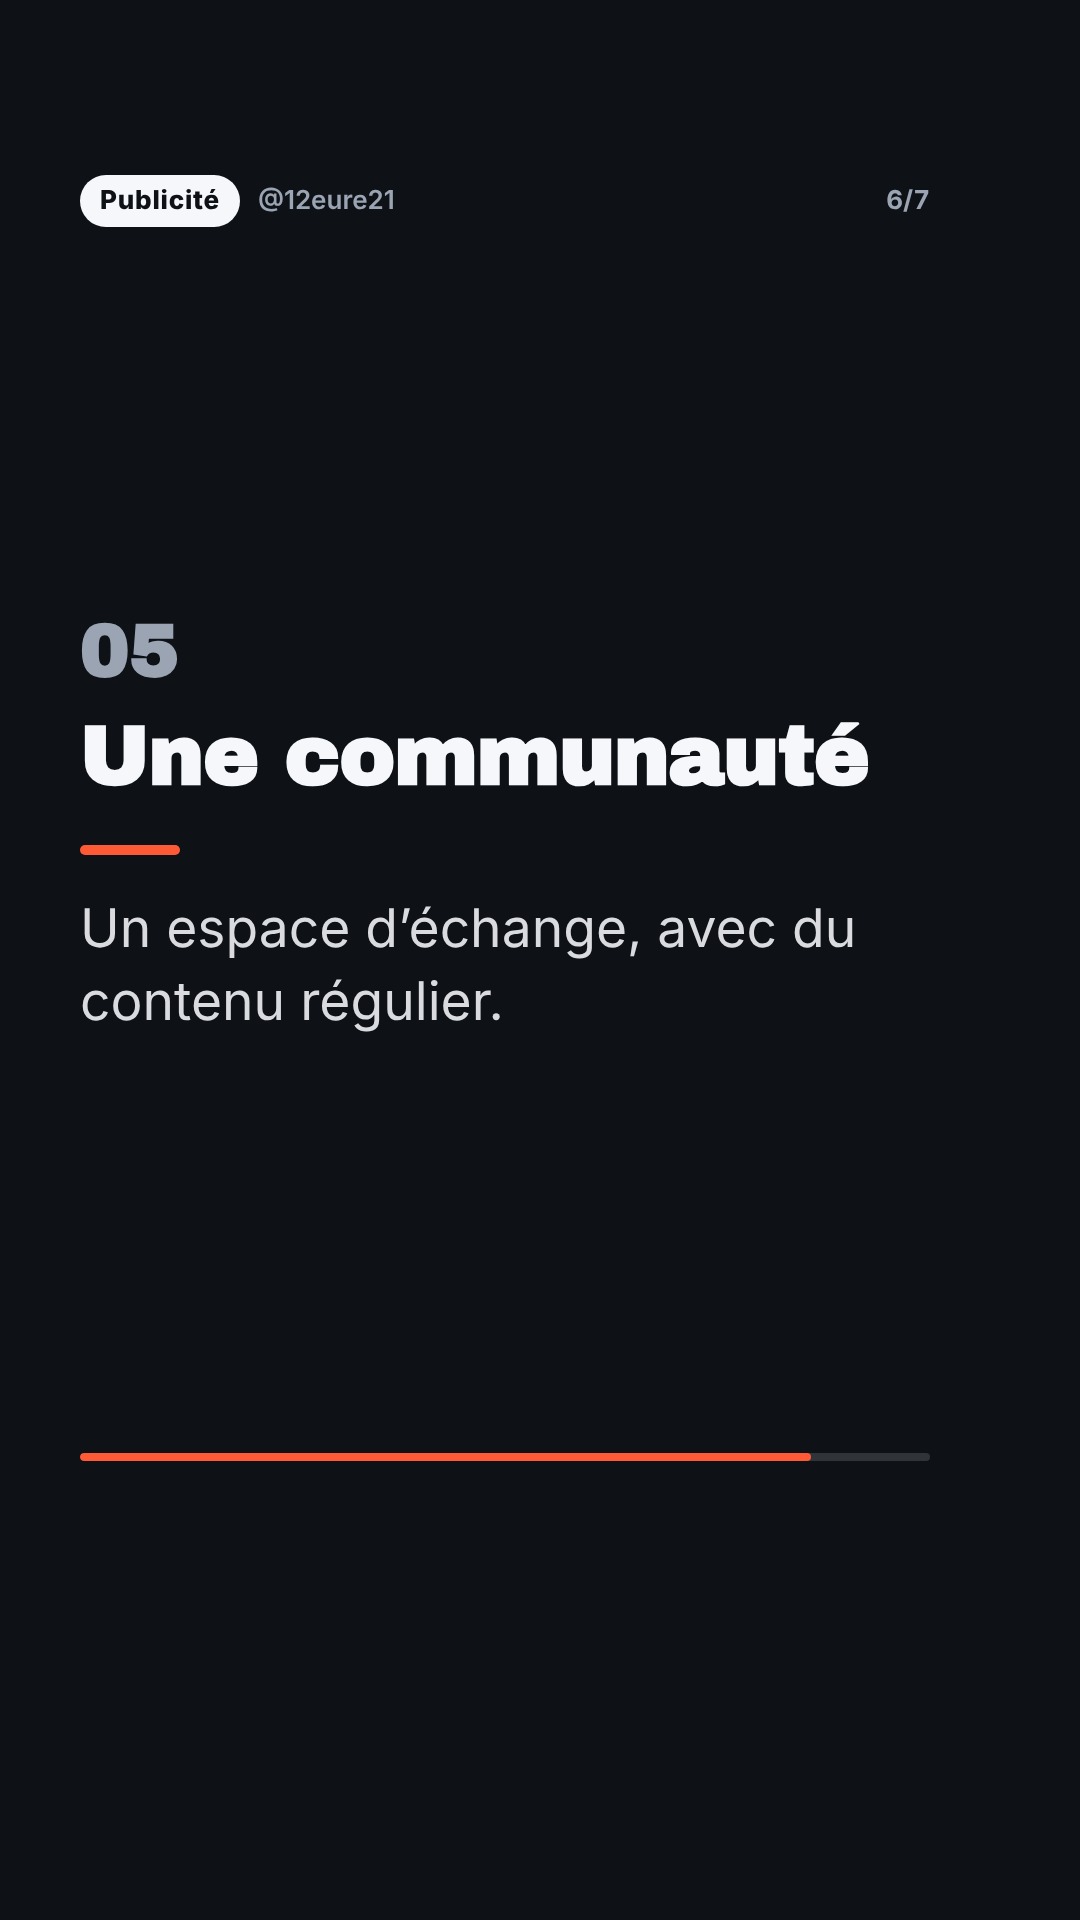 Publicité @12eure21 6/7
05
Une communauté
Un espace d’échange, avec du
contenu régulier.